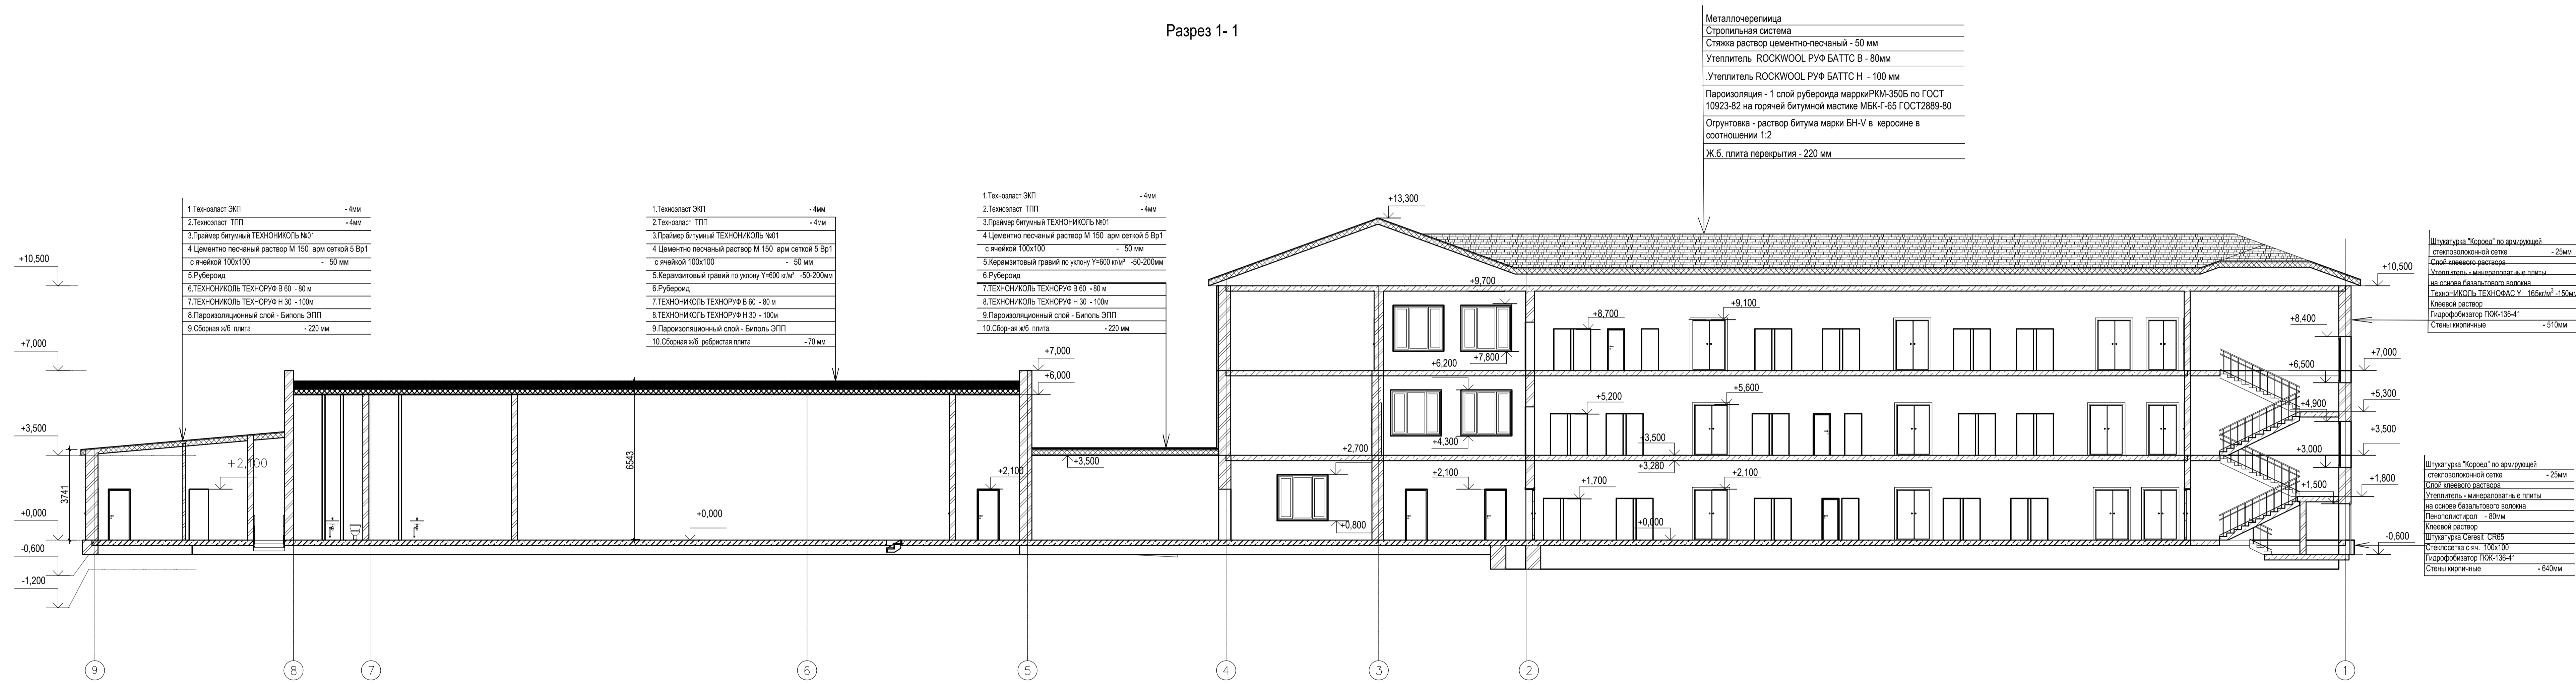 Разрез 1- 1
Металлочерепиица
Стропильная система
Стяжка раствор цементно-песчаный - 50 мм
Утеплитель ROCKWOOL РУФ БАТТС В - 80мм
.Утеплитель ROCKWOOL РУФ БАТТС Н - 100 мм
Пароизоляция - 1 слой рубероида марркиРКМ-350Б по ГОСТ
10923-82 на горячей битумной мастике МБК-Г-65 ГОСТ2889-80
Огрунтовка - раствор битума марки БН-V в керосине в
соотношении 1:2
Ж.б. плита перекрытия - 220 мм
1.Техноэласт ЭКП - 4мм
2.Техноэласт ТПП - 4мм
3.Праймер битумный ТЕХНОНИКОЛЬ №01
4 Цементно песчаный раствор М 150 арм сеткой 5 Вр1
с ячейкой 100х100 - 50 мм
5.Рубероид
6.ТЕХНОНИКОЛЬ ТЕХНОРУФ В 60 - 80 м
7.ТЕХНОНИКОЛЬ ТЕХНОРУФ Н 30 - 100м
8.Пароизоляционный слой - Биполь ЭПП
9.Сборная ж/б плита - 220 мм
1.Техноэласт ЭКП - 4мм
2.Техноэласт ТПП - 4мм
3.Праймер битумный ТЕХНОНИКОЛЬ №01
4 Цементно песчаный раствор М 150 арм сеткой 5 Вр1
с ячейкой 100х100 - 50 мм
5.Керамзитовый гравий по уклону Y=600 кг/м³ -50-200мм
6.Рубероид
7.ТЕХНОНИКОЛЬ ТЕХНОРУФ В 60 - 80 м
8.ТЕХНОНИКОЛЬ ТЕХНОРУФ Н 30 - 100м
9.Пароизоляционный слой - Биполь ЭПП
10.Сборная ж/б ребристая плита - 70 мм
1.Техноэласт ЭКП - 4мм
2.Техноэласт ТПП - 4мм
3.Праймер битумный ТЕХНОНИКОЛЬ №01
4 Цементно песчаный раствор М 150 арм сеткой 5 Вр1
с ячейкой 100х100 - 50 мм
5.Керамзитовый гравий по уклону Y=600 кг/м³ -50-200мм
6.Рубероид
7.ТЕХНОНИКОЛЬ ТЕХНОРУФ В 60 - 80 м
8.ТЕХНОНИКОЛЬ ТЕХНОРУФ Н 30 - 100м
9.Пароизоляционный слой - Биполь ЭПП
10.Сборная ж/б плита - 220 мм
Штукатурка "Короед" по армирующей
стекловолоконной сетке - 25мм
Слой клеевого раствора
Утеплитель - минераловатные плиты
на основе базальтового волокна
ТехноНИКОЛЬ ТЕХНОФАС Y 165кг/м³ -150мм
Клеевой раствор
Гидрофобизатор ГЮК-136-41
Стены кирпичные - 510мм
Штукатурка "Короед" по армирующей
стекловолоконной сетке - 25мм
Слой клеевого раствора
Утеплитель - минераловатные плиты
на основе базальтового волокна
Пенополистирол - 80мм
Клеевой раствор
Штукатурка Ceresit CR65
Стеклосетка с яч. 100х100
Гидрофобизатор ГЮК-136-41
Стены кирпичные - 640мм
+10,500
+7,000
+3,500
+0,000
-0,600
-1,200
3741
+2,100
6543
+0,000
+2,100
+7,000
+6,000
+3,500
+13,300
+9,700
+8,700
+9,100
+7,800
+6,200
+5,200
+5,600
+4,300
+3,500
+3,280
+2,700
+2,100
+1,700
+2,100
+0,800
+0,000
+10,500
+8,400
+7,000
+6,500
+5,300
+4,900
+3,500
+3,000
+1,800
+1,500
-0,600
9
8
7
6
5
4
3
2
1